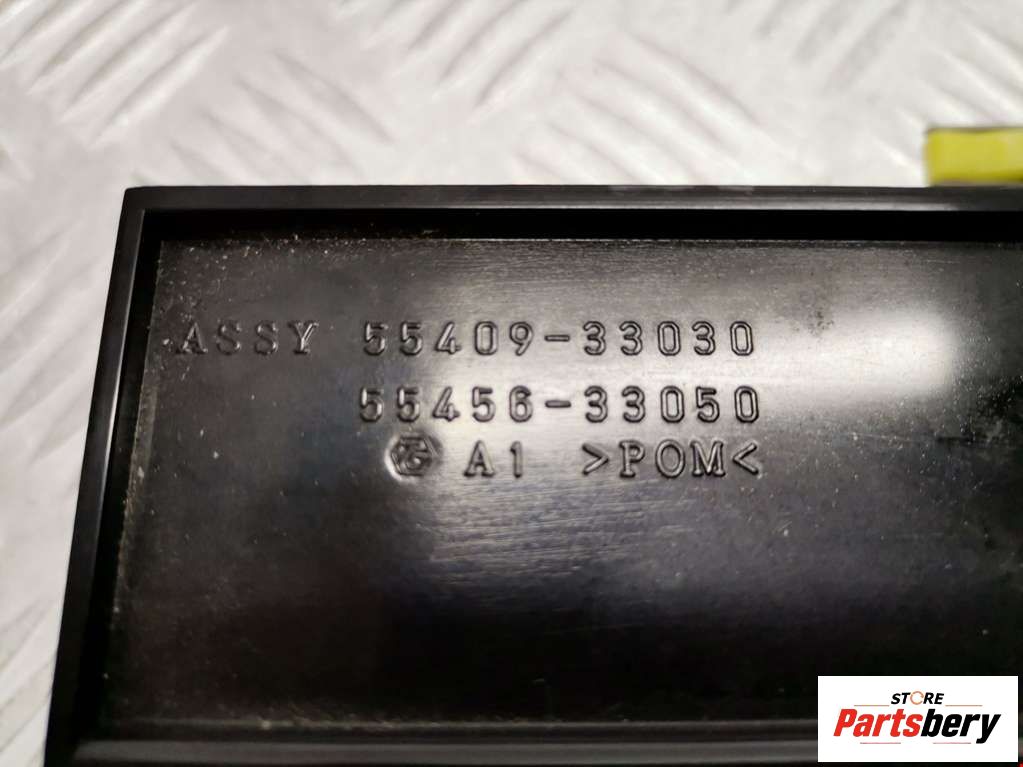 ASSY 55409-33030
55456-33050
A1 >POM<
STORE
Partsbery